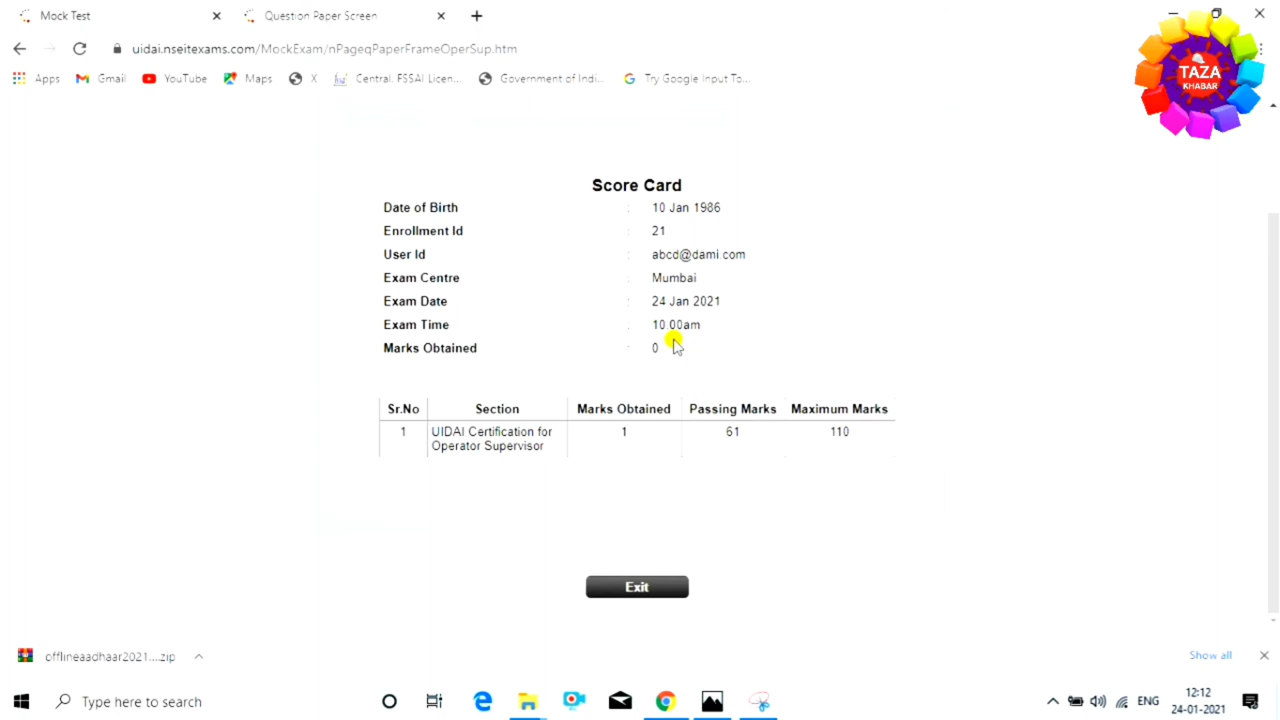 Mock Test
Question Paper Screen
uidai.nseitexams.com/MockExam/nPageqPaperFrameOperSup.htm
Apps
Gmail
YouTube
Maps
X
Central. FSSAI Licen...
Government of Indi...
Try Google Input To...
TAZA
KHABAR
Score Card
Date of Birth : 10 Jan 1986
Enrollment Id : 21
User Id : abcd@dami.com
Exam Centre : Mumbai
Exam Date : 24 Jan 2021
Exam Time : 10.00am
Marks Obtained : 0
Sr.No Section Marks Obtained Passing Marks Maximum Marks
1 UIDAI Certification for 1 61 110
Operator Supervisor
Exit
offlineaadhaar2021....zip
Show all
Type here to search
ENG
12:12
24-01-2021